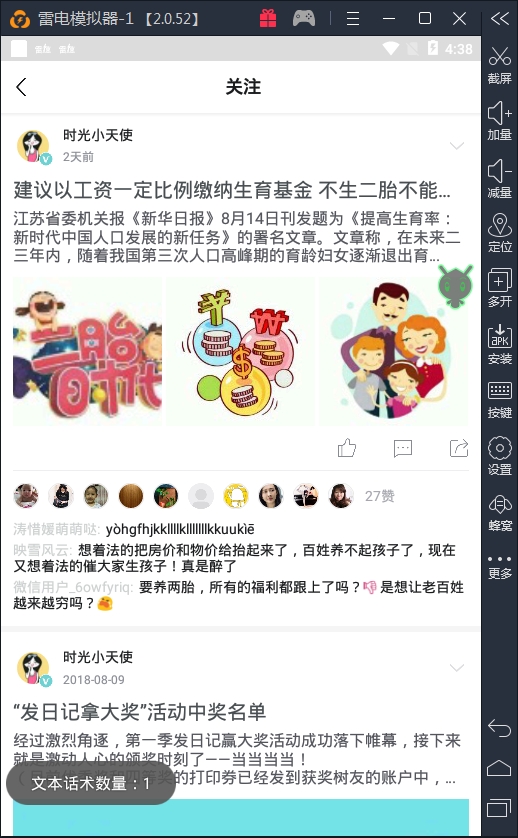 雷电模拟器-1 【2.0.52】
4:38
关注
时光小天使
2天前
建议以工资一定比例缴纳生育基金 不生二胎不能...
江苏省委机关报《新华日报》8月14日刊发题为《提高生育率：
新时代中国人口发展的新任务》的署名文章。文章称，在未来二
三年内，随着我国第三次人口高峰期的育龄妇女逐渐退出育...
二胎
时代
27赞
漾惜媛萌萌哒: yòhgfhjkkllllkllllllllkkuukìē
映雪风云: 想着法的把房价和物价给抬起来了，百姓养不起孩子了，现在
又想着法的催大家生孩子！真是醉了
微信用户_6owfyriq: 要养两胎，所有的福利都跟上了吗？是想让老百姓
越来越穷吗？
时光小天使
2018-08-09
“发日记拿大奖”活动中奖名单
经过激烈角逐，第一季发日记赢大奖活动成功落下帷幕，接下来
就是激动人心的颁奖时刻了——当当当当！
的打印券已经发到获奖树友的账户中，...
文本话术数量：1
截屏
加量
减量
定位
多开
APK
安装
按键
设置
蜂窝
更多